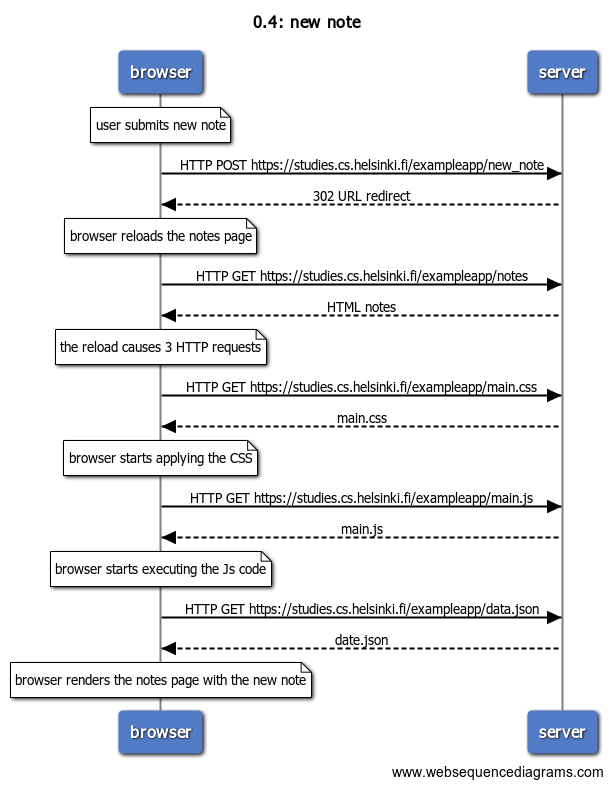 0.4: new note
browser
server
user submits new note
HTTP POST https://studies.cs.helsinki.fi/exampleapp/new_note
302 URL redirect
browser reloads the notes page
HTTP GET https://studies.cs.helsinki.fi/exampleapp/notes
HTML notes
the reload causes 3 HTTP requests
HTTP GET https://studies.cs.helsinki.fi/exampleapp/main.css
main.css
browser starts applying the CSS
HTTP GET https://studies.cs.helsinki.fi/exampleapp/main.js
main.js
browser starts executing the Js code
HTTP GET https://studies.cs.helsinki.fi/exampleapp/data.json
date.json
browser renders the notes page with the new note
browser
server
www.websequencediagrams.com